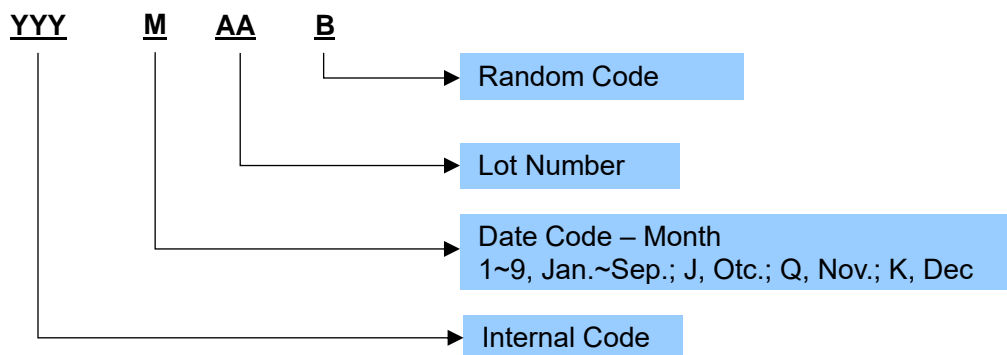 YYY M AA B
Random Code
Lot Number
Date Code – Month
1~9, Jan.~Sep.; J, Otc.; Q, Nov.; K, Dec
Internal Code